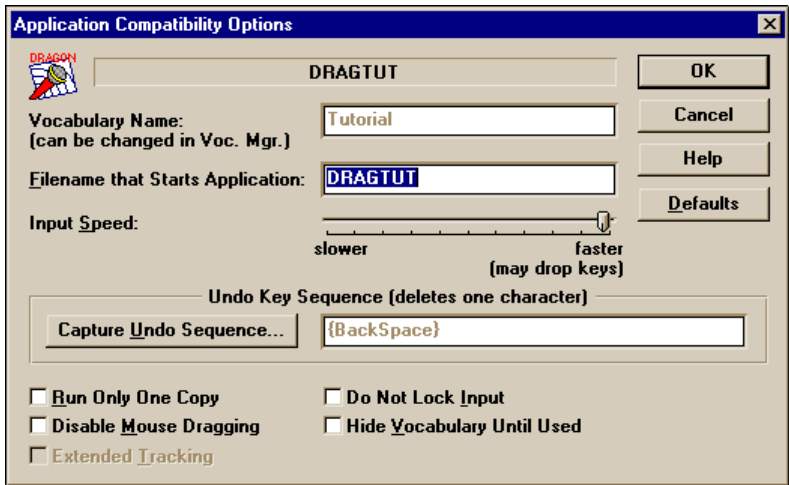 Application Compatibility Options
DRAGON
DRAGTUT
OK
Vocabulary Name:
(can be changed in Voc. Mgr.)
Tutorial
Cancel
Help
Filename that Starts Application:
DRAGTUT
Defaults
Input Speed:
slower
faster
(may drop keys)
Undo Key Sequence (deletes one character)
Capture Undo Sequence...
{BackSpace}
Run Only One Copy
Do Not Lock Input
Disable Mouse Dragging
Hide Vocabulary Until Used
Extended Tracking